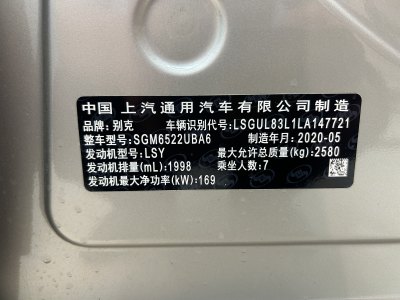 中国 上汽通用汽车有限公司制造
品牌:别克 车辆识别代号:LSGUL83L1LA147721
整车型号:SGM6522UBA6 制造年月:2020-05
发动机型号:LSY 最大允许总质量(kg):2580
发动机排量(mL):1998 乘坐人数:7
发动机最大净功率(kW):169